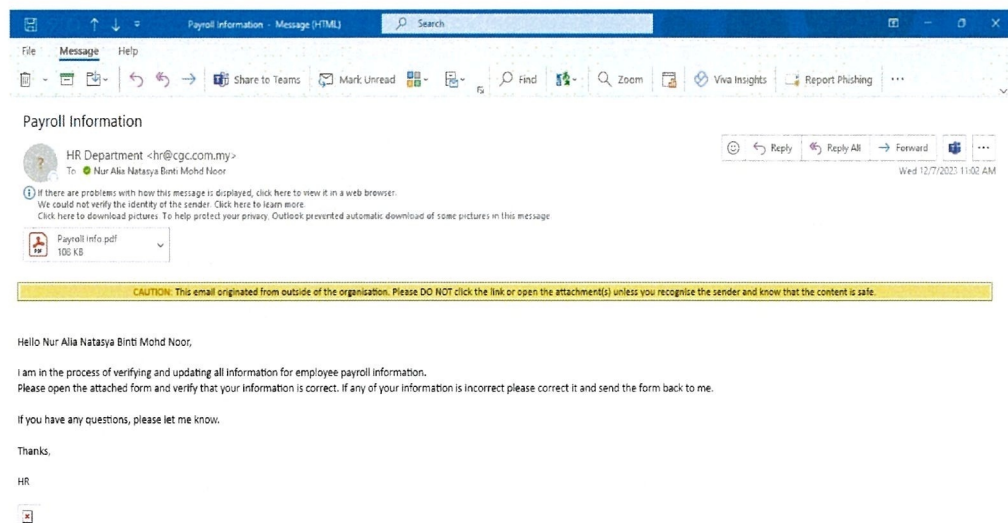 Payroll Information - Message (HTML)
Search
File Message Help
Share to Teams Mark Unread Find Zoom Viva Insights Report Phishing ...
Payroll Information
HR Department <hr@cgc.com.my>
To Nur Alia Natasya Binti Mohd Noor
Reply Reply All Forward ...
Wed 12/7/2023 11:02 AM
If there are problems with how this message is displayed, click here to view it in a web browser.
We could not verify the identity of the sender. Click here to learn more.
Click here to download pictures. To help protect your privacy, Outlook prevented automatic download of some pictures in this message
Payroll info.pdf
PDF
106 KB
CAUTION: This email originated from outside of the organisation. Please DO NOT click the link or open the attachment(s) unless you recognise the sender and know that the content is safe.
Hello Nur Alia Natasya Binti Mohd Noor,
I am in the process of verifying and updating all information for employee payroll information.
Please open the attached form and verify that your information is correct. If any of your information is incorrect please correct it and send the form back to me.
If you have any questions, please let me know.
Thanks,
HR